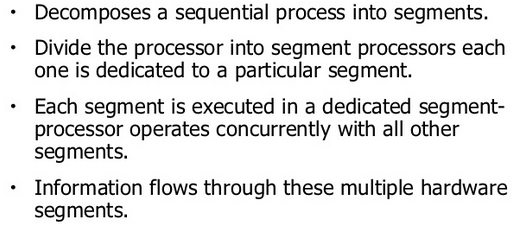 • Decomposes a sequential process into segments.
• Divide the processor into segment processors each
one is dedicated to a particular segment.
• Each segment is executed in a dedicated segment-
processor operates concurrently with all other
segments.
• Information flows through these multiple hardware
segments.